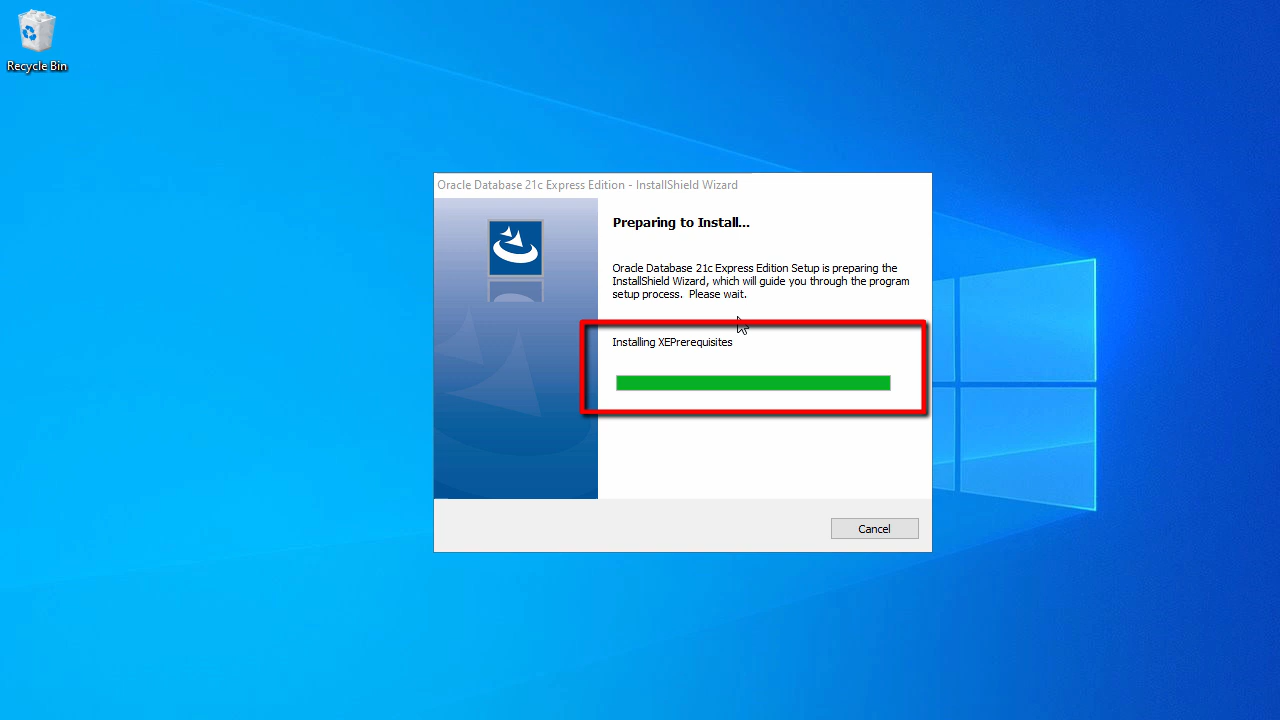 Recycle Bin
Oracle Database 21c Express Edition - InstallShield Wizard
Preparing to Install...
Oracle Database 21c Express Edition Setup is preparing the
InstallShield Wizard, which will guide you through the program
setup process.  Please wait.
Installing XEPrerequisites
Cancel